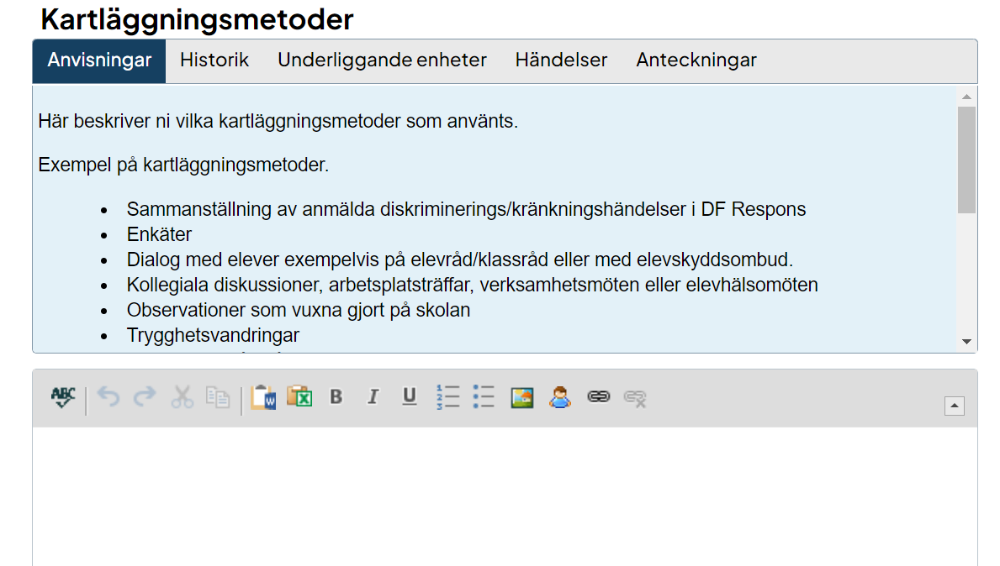 Kartläggningsmetoder
Anvisningar Historik Underliggande enheter Händelser Anteckningar
Här beskriver ni vilka kartläggningsmetoder som använts.
Exempel på kartläggningsmetoder.
• Sammanställning av anmälda diskriminerings/kränkningshändelser i DF Respons
• Enkäter
• Dialog med elever exempelvis på elevråd/klassråd eller med elevskyddsombud.
• Kollegiala diskussioner, arbetsplatsträffar, verksamhetsmöten eller elevhälsomöten
• Observationer som vuxna gjort på skolan
• Trygghetsvandringar
ABC B I U